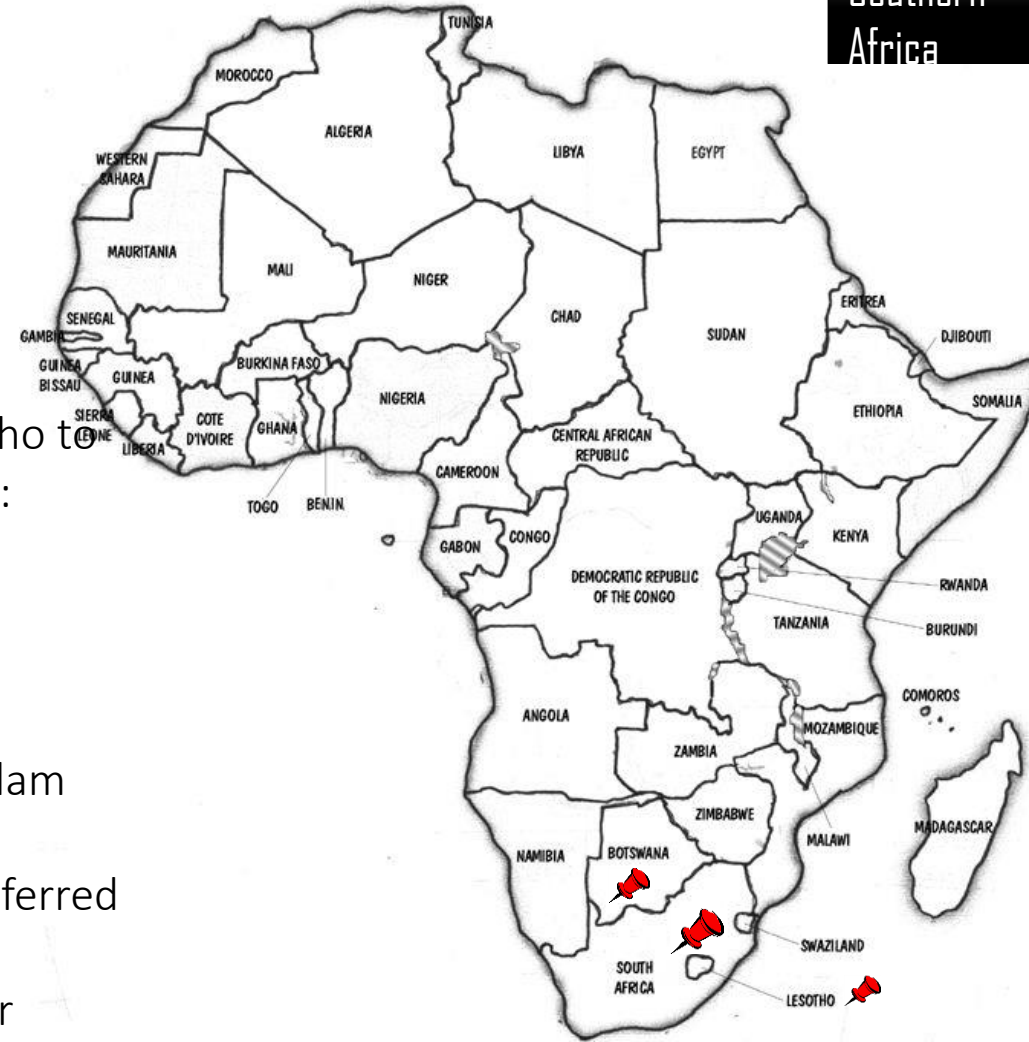 Southern
Africa
TUNISIA
MOROCCO
ALGERIA
LIBYA
EGYPT
WESTERN
SAHARA
MAURITANIA
MALI
NIGER
CHAD
SUDAN
ERITREA
DJIBOUTI
SENEGAL
GAMBIA
GUINEA
BISSAU
GUINEA
BURKINA FASO
NIGERIA
ETHIOPIA
SOMALIA
SIERRA
LEONE
LIBERIA
COTE
D'IVOIRE
GHANA
TOGO
BENIN
CAMEROON
CENTRAL AFRICAN
REPUBLIC
ho to
:
GABON
CONGO
UGANDA
KENYA
DEMOCRATIC REPUBLIC
OF THE CONGO
RWANDA
BURUNDI
TANZANIA
COMOROS
ANGOLA
ZAMBIA
MOZAMBIQUE
MALAWI
MADAGASCAR
lam
NAMIBIA
BOTSWANA
ZIMBABWE
ferred
SWAZILAND
SOUTH
AFRICA
LESOTHO
r